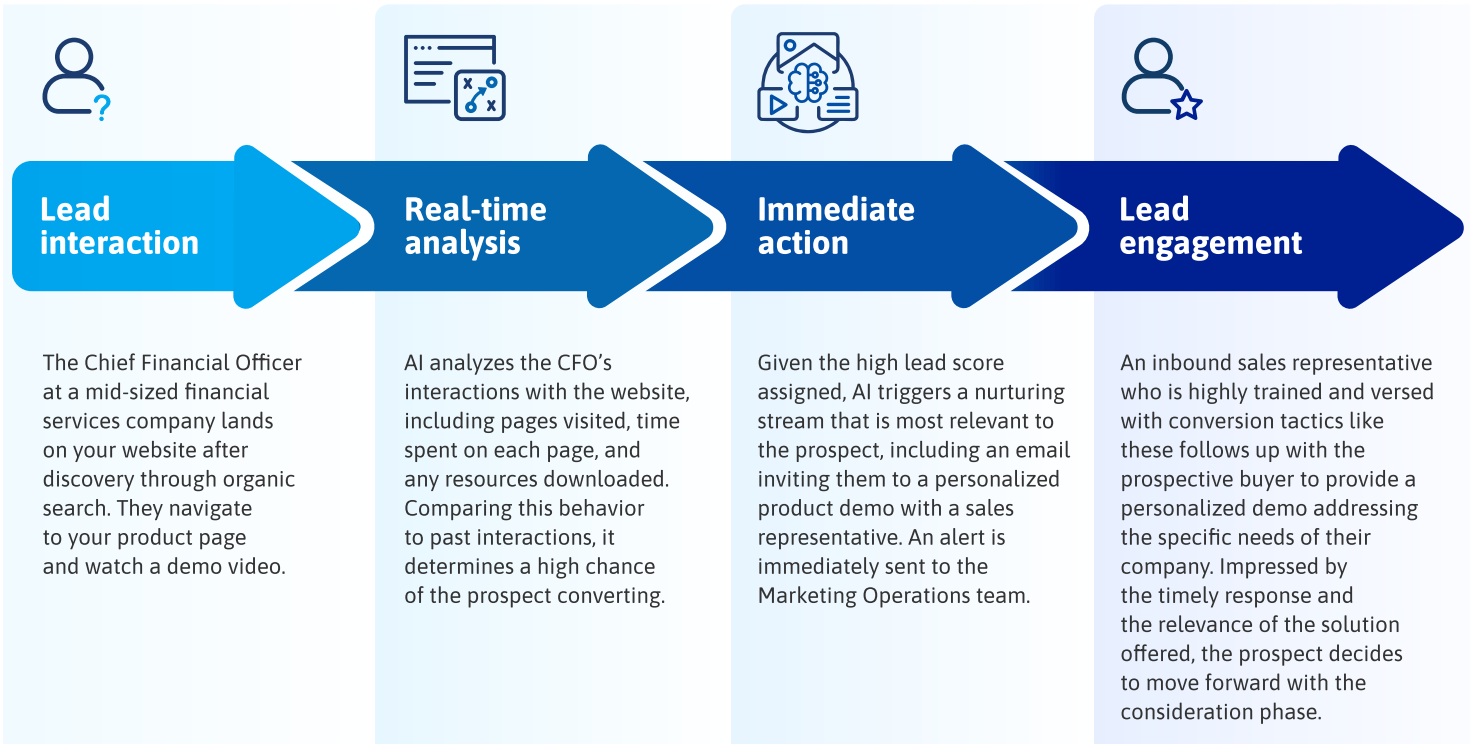 Lead
interaction
Real-time
analysis
Immediate
action
Lead
engagement
The Chief Financial Officer
at a mid-sized financial
services company lands
on your website after
discovery through organic
search. They navigate
to your product page
and watch a demo video.
AI analyzes the CFO’s
interactions with the website,
including pages visited, time
spent on each page, and
any resources downloaded.
Comparing this behavior
to past interactions, it
determines a high chance
of the prospect converting.
Given the high lead score
assigned, AI triggers a nurturing
stream that is most relevant to
the prospect, including an email
inviting them to a personalized
product demo with a sales
representative. An alert is
immediately sent to the
Marketing Operations team.
An inbound sales representative
who is highly trained and versed
with conversion tactics like
these follows up with the
prospective buyer to provide a
personalized demo addressing
the specific needs of their
company. Impressed by
the timely response and
the relevance of the solution
offered, the prospect decides
to move forward with the
consideration phase.